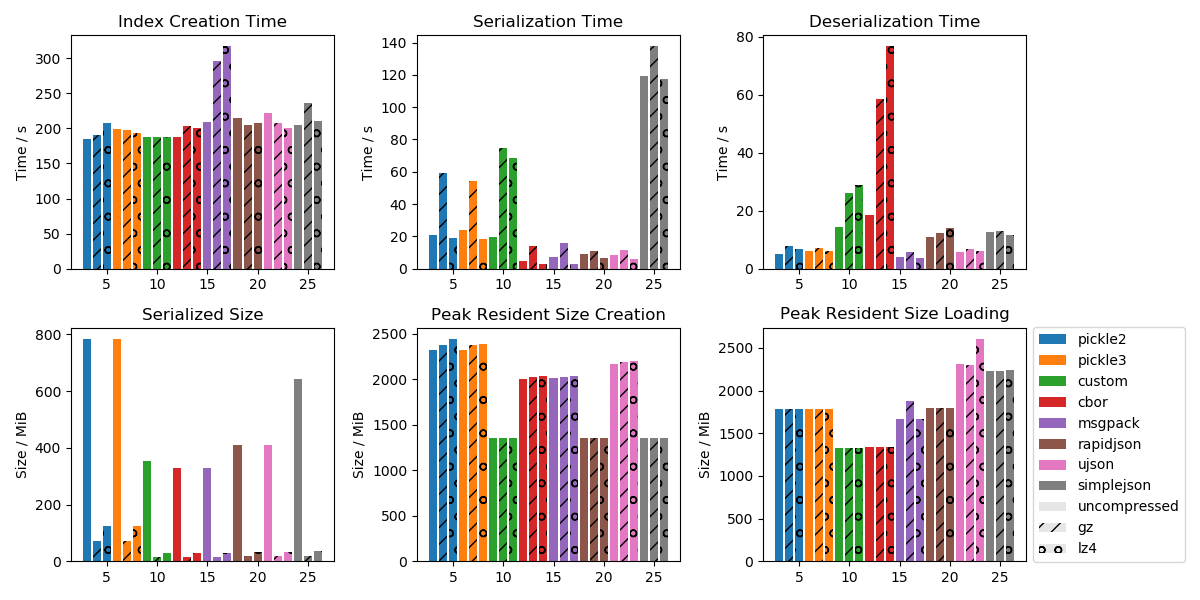 Index Creation Time
Time / s
300
250
200
150
100
50
0
5 10 15 20 25
Serialization Time
Time / s
140
120
100
80
60
40
20
0
5 10 15 20 25
Deserialization Time
Time / s
80
60
40
20
0
5 10 15 20 25
Serialized Size
Size / MiB
800
600
400
200
0
5 10 15 20 25
Peak Resident Size Creation
Size / MiB
2500
2000
1500
1000
500
0
5 10 15 20 25
Peak Resident Size Loading
Size / MiB
2500
2000
1500
1000
500
0
5 10 15 20 25
pickle2
pickle3
custom
cbor
msgpack
rapidjson
ujson
simplejson
uncompressed
gz
lz4